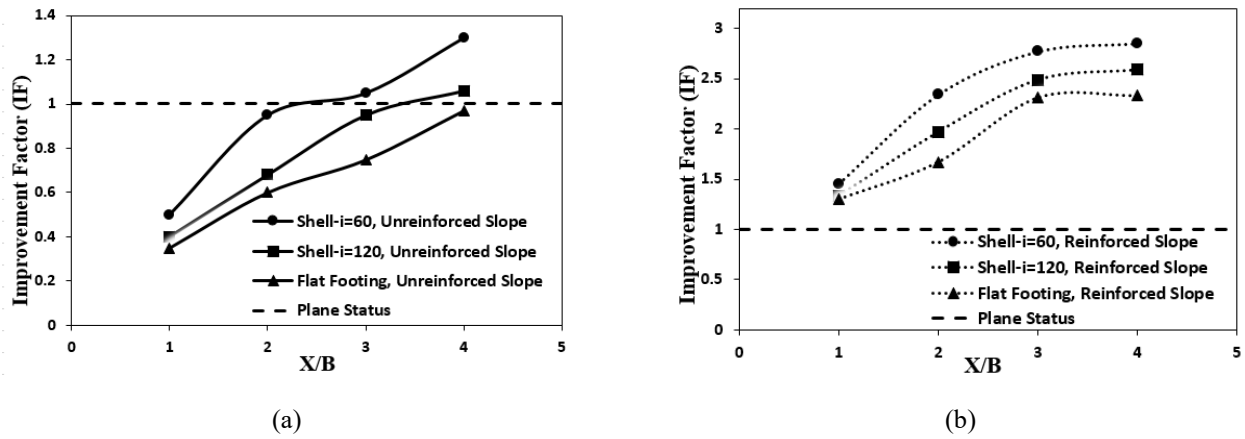 1.4
1.2
1
0.8
0.6
0.4
0.2
0
Improvement Factor (IF)
Shell-i=60, Unreinforced Slope
Shell-i=120, Unreinforced Slope
Flat Footing, Unreinforced Slope
Plane Status
0 1 2 3 4 5
X/B
(a)
3
2.5
2
1.5
1
0.5
0
Improvement Factor (IF)
Shell-i=60, Reinforced Slope
Shell-i=120, Reinforced Slope
Flat Footing, Reinforced Slope
Plane Status
0 1 2 3 4 5
X/B
(b)